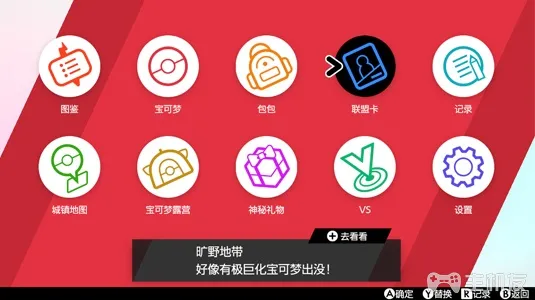 图鉴
宝可梦
包包
联盟卡
记录
城镇地图
宝可梦露营
神秘礼物
VS
设置
+去看看
旷野地带
好像有极巨化宝可梦出没！
A确定 Y替换 R记录 B返回